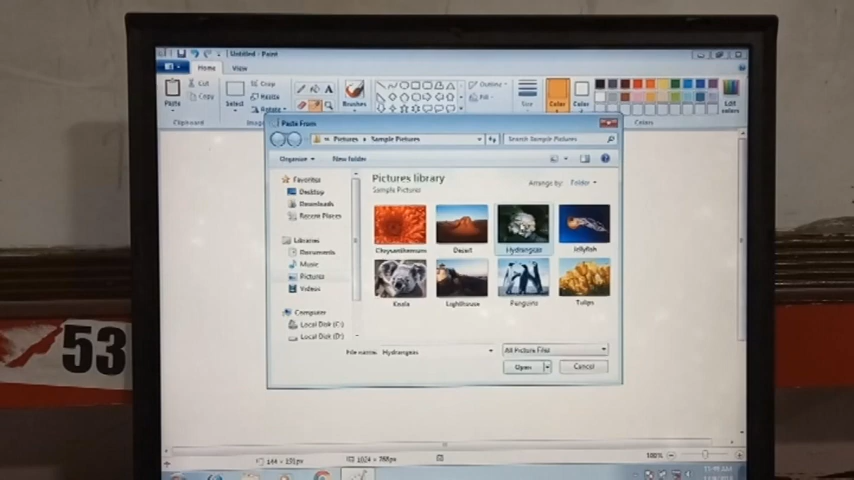 Untitled - Paint
Home View
Paste
Cut
Copy
Clipboard
Select
Crop
Resize
Rotate
A
Brushes
Outline
Fill
Size
Color
Color
Edit
colors
Colors
Paste From
Pictures Sample Pictures
Search Sample Pictures
Organize New folder
Favorites
Desktop
Downloads
Recent Places
Libraries
Documents
Music
Pictures
Videos
Computer
Local Disk (C:)
Local Disk (D:)
Pictures library
Sample Pictures
Arrange by: Folder
Chrysanthemum Desert Hydrangeas Jellyfish
Koala Lighthouse Penguins Tulips
File name: Hydrangeas
All Picture Files
Open Cancel
53
1024 × 768px
100%